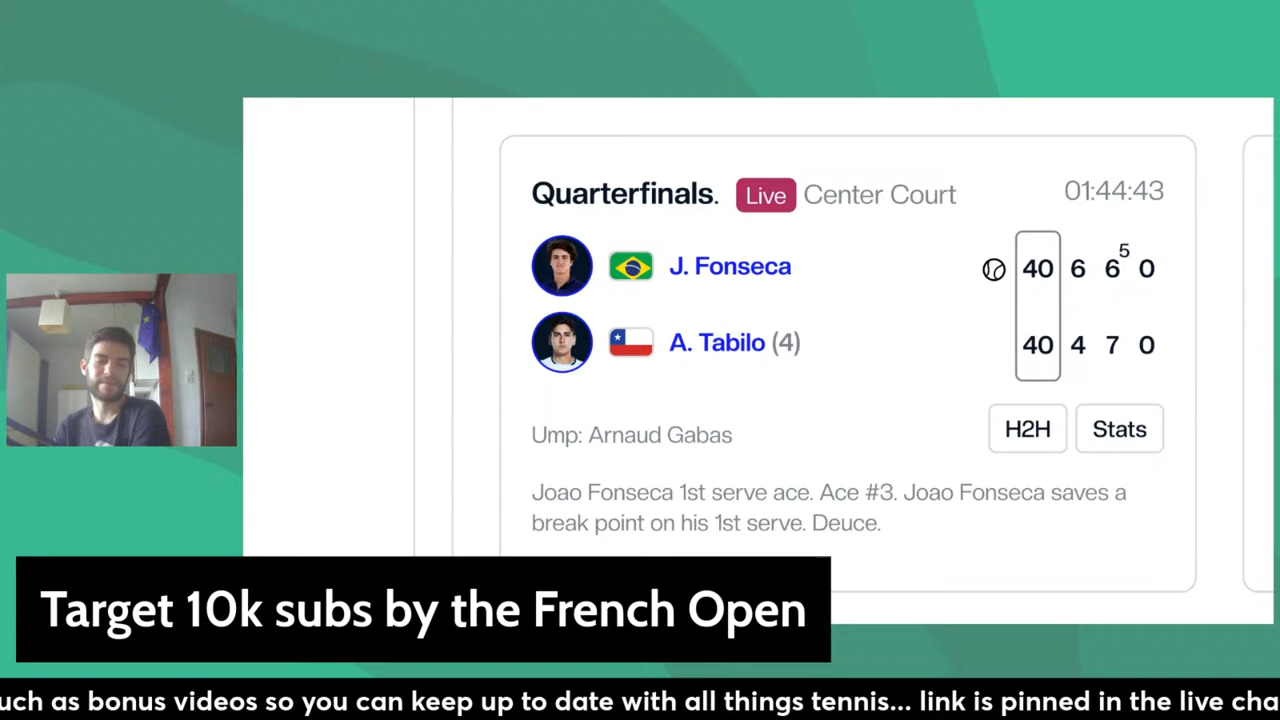 Quarterfinals. Live Center Court 01:44:43
J. Fonseca 40 6 6 5 0
A. Tabilo (4) 40 4 7 0
Ump: Arnaud Gabas H2H Stats
Joao Fonseca 1st serve ace. Ace #3. Joao Fonseca saves a
break point on his 1st serve. Deuce.
Target 10k subs by the French Open
uch as bonus videos so you can keep up to date with all things tennis... link is pinned in the live cha